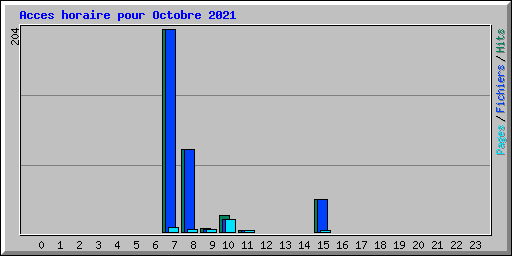 Acces horaire pour Octobre 2021
204
Pages / Fichiers / Hits
0 1 2 3 4 5 6 7 8 9 10 11 12 13 14 15 16 17 18 19 20 21 22 23